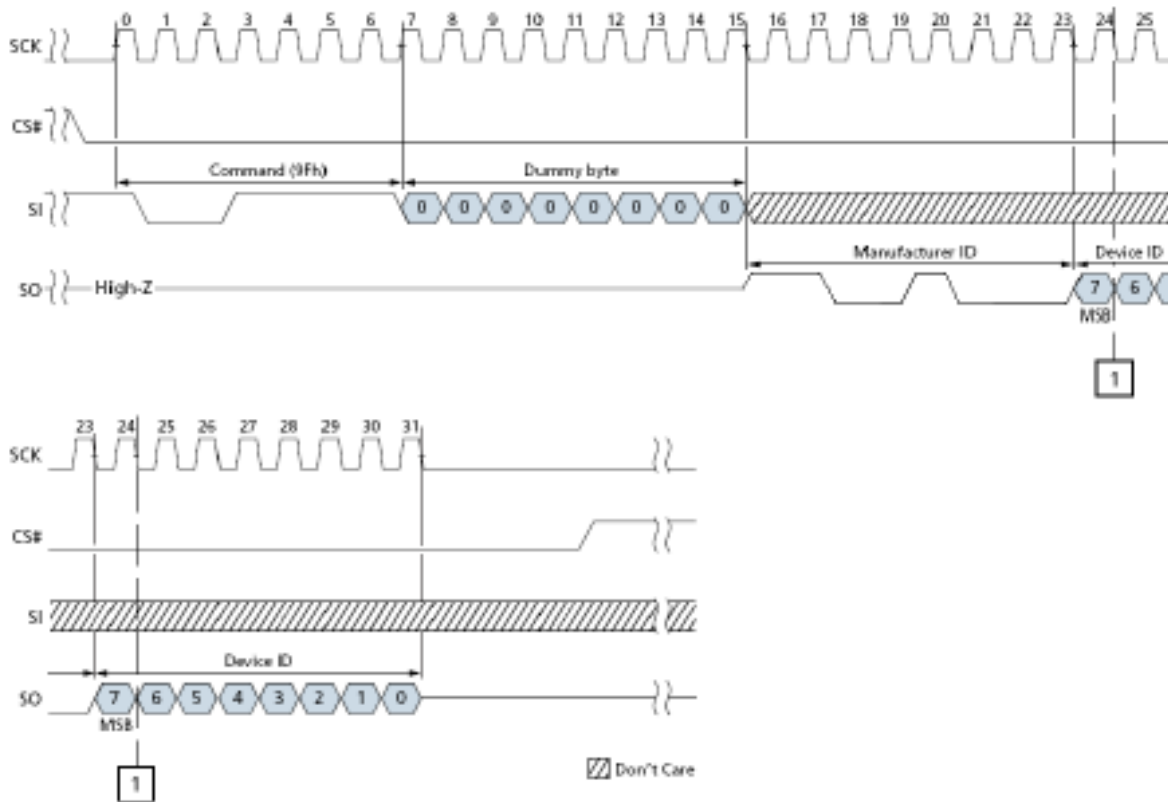 0 1 2 3 4 5 6 7 8 9 10 11 12 13 14 15 16 17 18 19 20 21 22 23 24 25
SCK
CS#
Command (9Fh) Dummy byte
SI 0 0 0 0 0 0 0 0
Manufacturer ID Device ID
SO High-Z 7 6
MSB
1
23 24 25 26 27 28 29 30 31
SCK
CS#
SI
Device ID
SO 7 6 5 4 3 2 1 0
MSB
1
Don"t Care